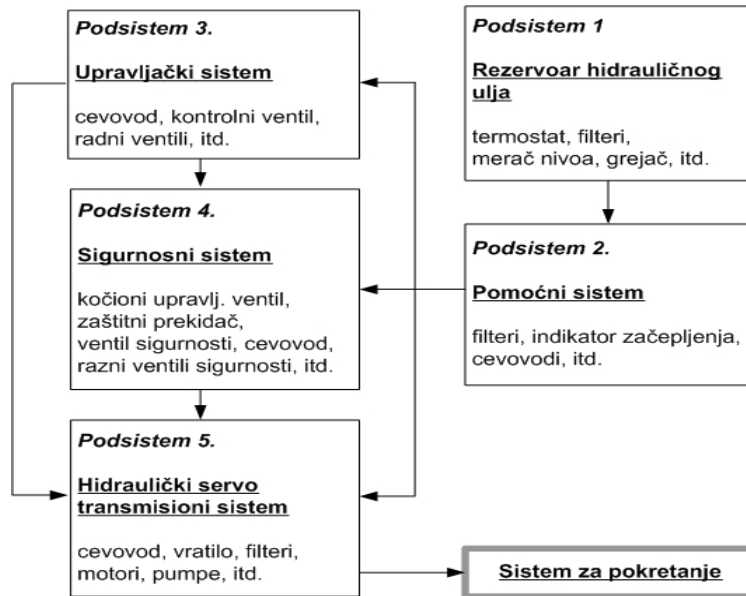 Podsistem 3.
Upravljački sistem
cevovod, kontrolni ventil,
radni ventili, itd.
Podsistem 1
Rezervoar hidrauličnog
ulja
termostat, filteri,
merač nivoa, grejač, itd.
Podsistem 4.
Sigurnosni sistem
kočioni upravlj. ventil,
zaštitni prekidač,
ventil sigurnosti, cevovod,
razni ventili sigurnosti, itd.
Podsistem 2.
Pomoćni sistem
filteri, indikator začepljenja,
cevovodi, itd.
Podsistem 5.
Hidraulički servo
transmisioni sistem
cevovod, vratilo, filteri,
motori, pumpe, itd.
Sistem za pokretanje